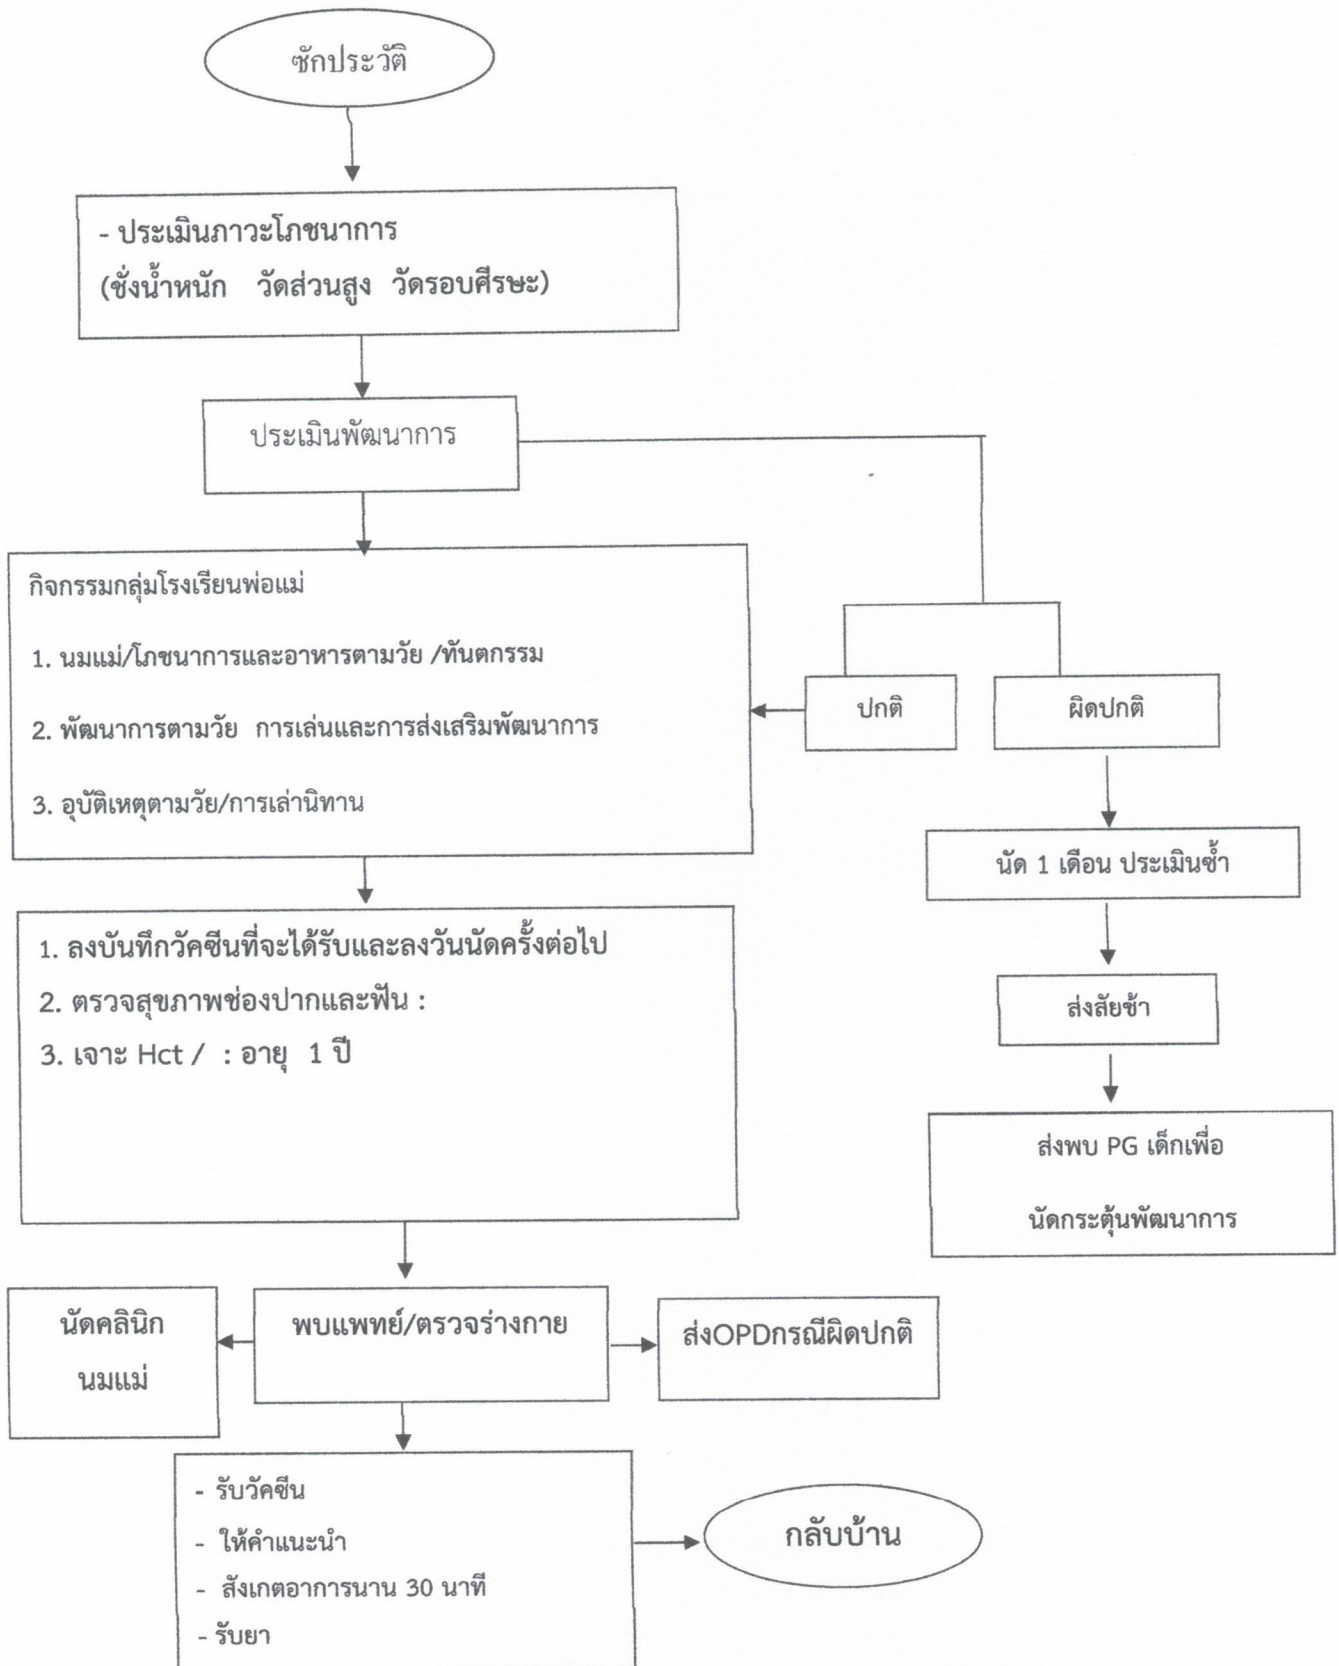 ซักประวัติ
- ประเมินภาวะโภชนาการ
(ชั่งน้ำหนัก วัดส่วนสูง วัดรอบศีรษะ)
ประเมินพัฒนาการ
กิจกรรมกลุ่มโรงเรียนพ่อแม่
1. นมแม่/โภชนาการและอาหารตามวัย /ทันตกรรม
2. พัฒนาการตามวัย การเล่นและการส่งเสริมพัฒนาการ
3. อุบัติเหตุตามวัย/การเล่านิทาน
ปกติ
ผิดปกติ
นัด 1 เดือน ประเมินซ้ำ
ส่งสัยช้า
ส่งพบ PG เด็กเพื่อ
นัดกระตุ้นพัฒนาการ
1. ลงบันทึกวัคซีนที่จะได้รับและลงวันนัดครั้งต่อไป
2. ตรวจสุขภาพช่องปากและฟัน :
3. เจาะ Hct / : อายุ 1 ปี
นัดคลินิก
นมแม่
พบแพทย์/ตรวจร่างกาย
ส่งOPDกรณีผิดปกติ
- รับวัคซีน
- ให้คำแนะนำ
- สังเกตอาการนาน 30 นาที
- รับยา
กลับบ้าน